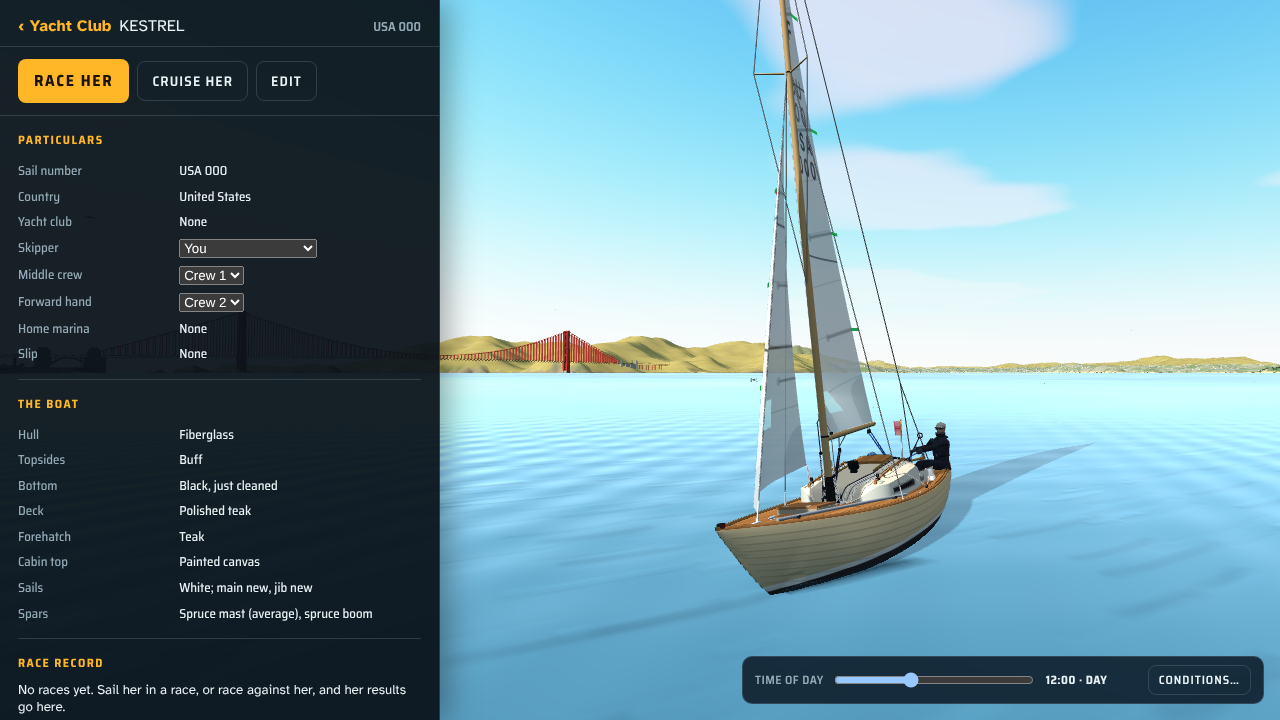 ‹ Yacht Club KESTREL USA 000
RACE HER CRUISE HER EDIT
PARTICULARS
Sail number USA 000
Country United States
Yacht club None
Skipper You
Middle crew Crew 1
Forward hand Crew 2
Home marina None
Slip None
THE BOAT
Hull Fiberglass
Topsides Buff
Bottom Black, just cleaned
Deck Polished teak
Forehatch Teak
Cabin top Painted canvas
Sails White; main new, jib new
Spars Spruce mast (average), spruce boom
RACE RECORD
No races yet. Sail her in a race, or race against her, and her results
go here.
TIME OF DAY 12:00 · DAY CONDITIONS...